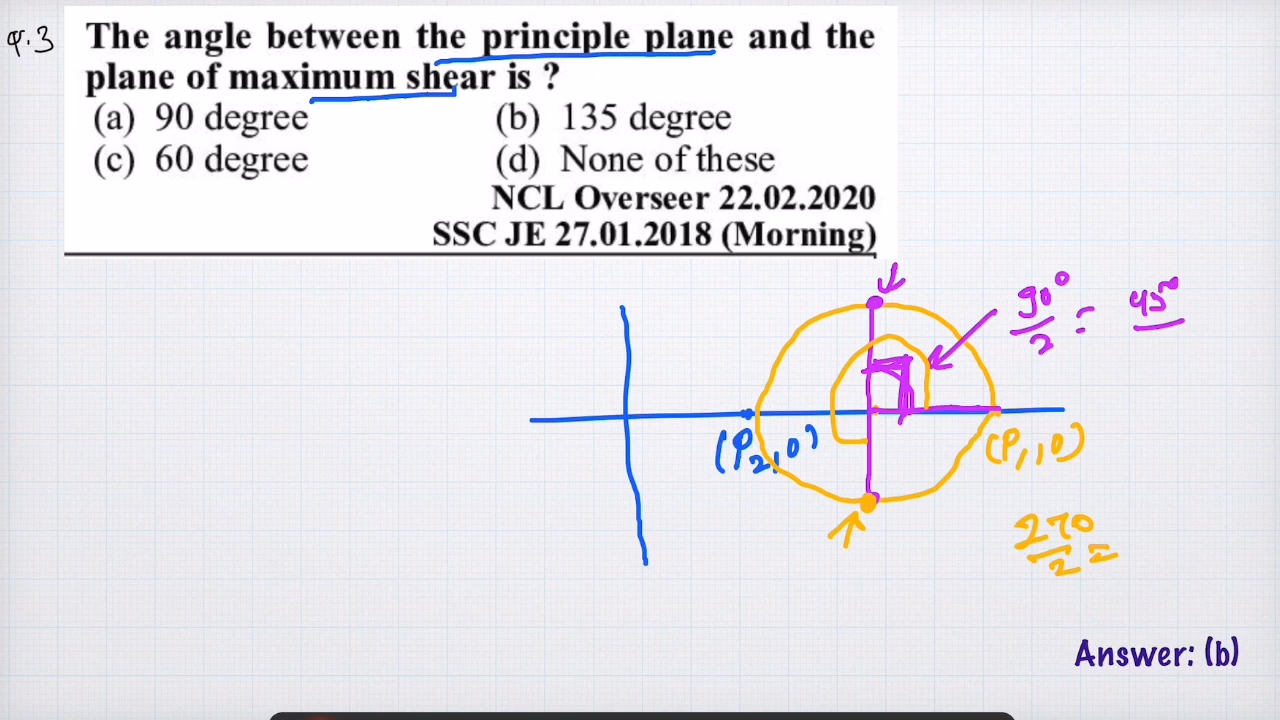 Q.3
The angle between the principle plane and the
plane of maximum shear is ?
(a) 90 degree (b) 135 degree
(c) 60 degree (d) None of these
NCL Overseer 22.02.2020
SSC JE 27.01.2018 (Morning)
90°/2 = 45°
(P2,0)
(P1,0)
270/2 =
Answer: (b)